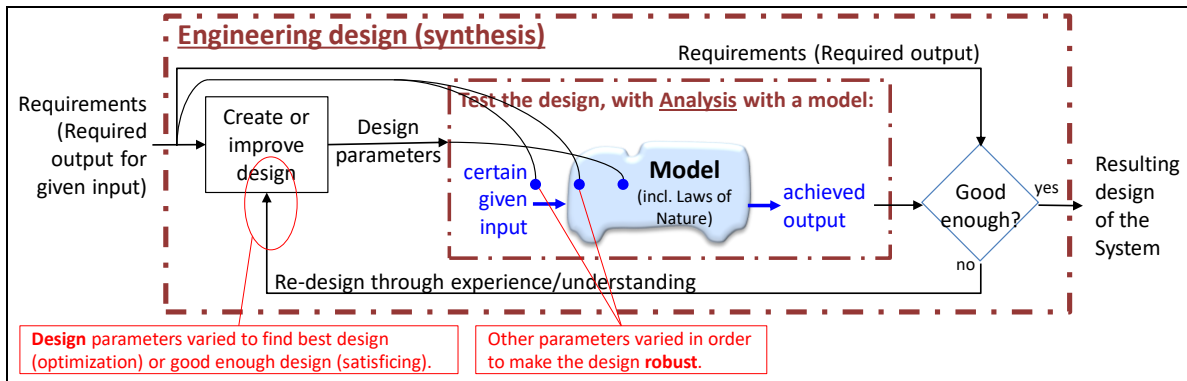 Engineering design (synthesis)
Requirements (Required output)
Requirements
(Required
output for
given input)
Create or
improve
design
Design
parameters
Test the design, with Analysis with a model:
certain
given
input
Model
(incl. Laws of
Nature)
achieved
output
Good
enough?
yes
no
Resulting
design
of the
System
Re-design through experience/understanding
Design parameters varied to find best design
(optimization) or good enough design (satisficing).
Other parameters varied in order
to make the design robust.